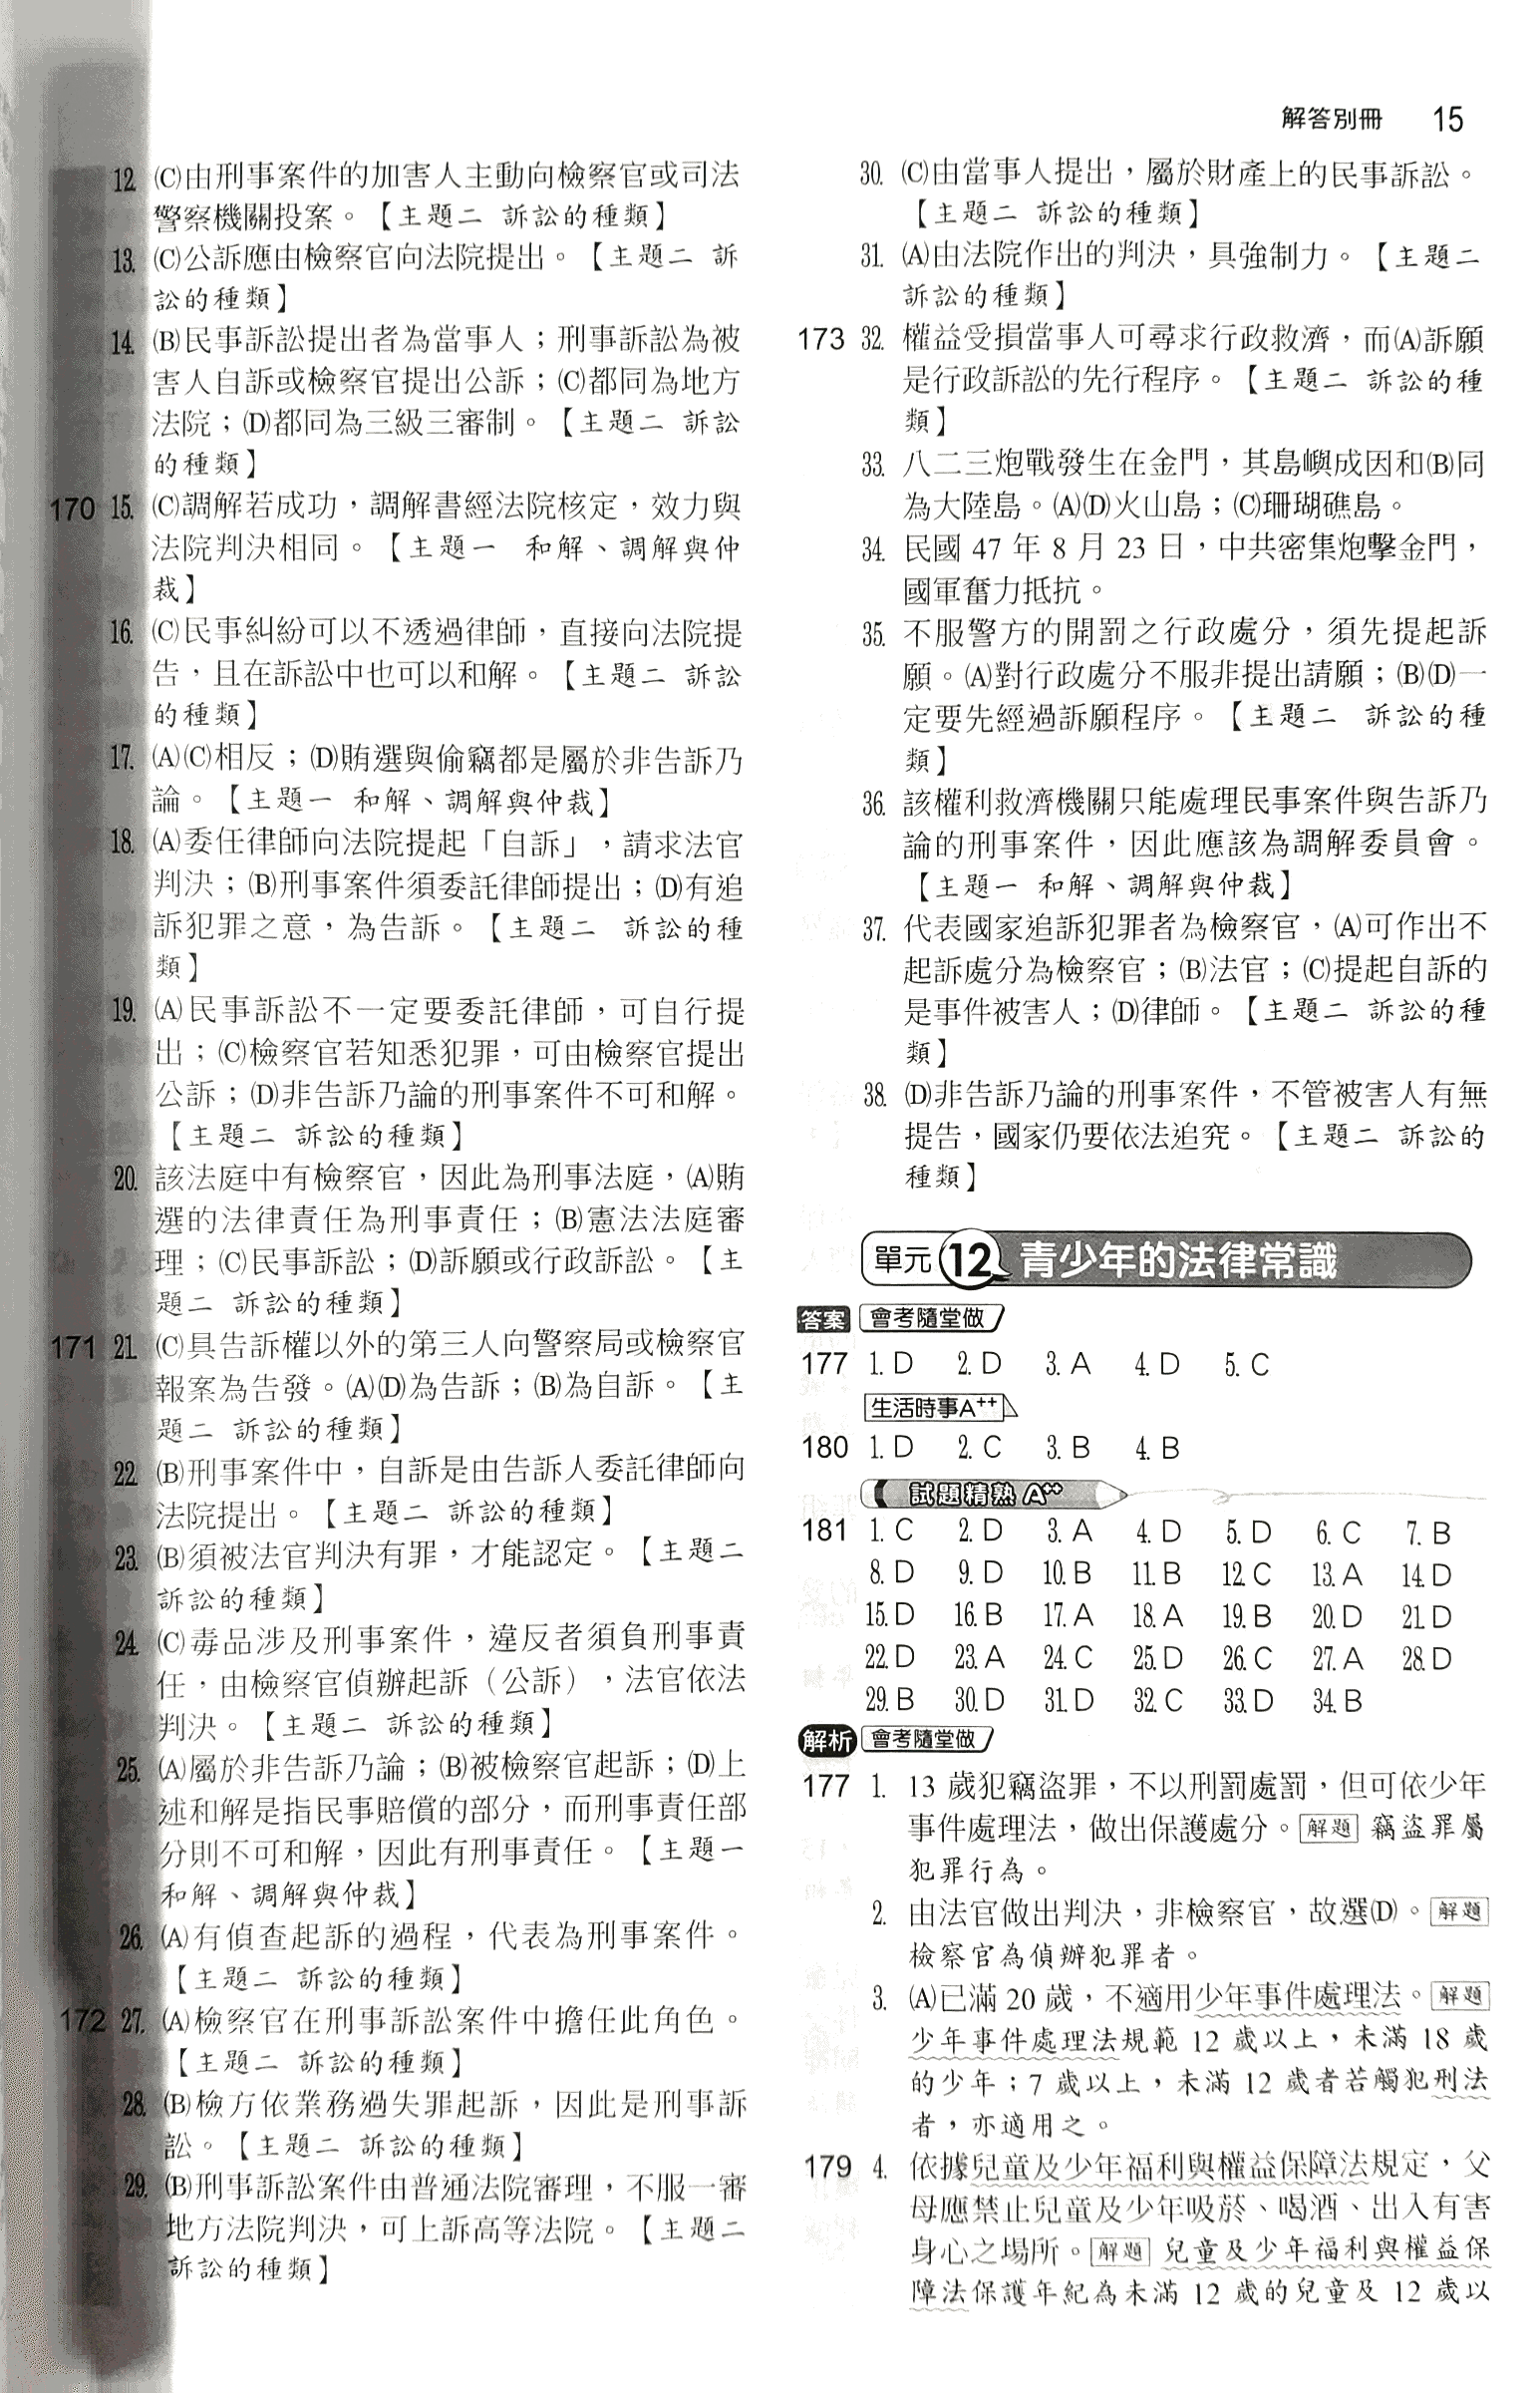 解答別冊 15
12. (C)由刑事案件的加害人主動向檢察官或司法
警察機關投案。【主題二 訴訟的種類】
13. (C)公訴應由檢察官向法院提出。【主題二 訴
訟的種類】
14. (B)民事訴訟提出者為當事人；刑事訴訟為被
害人自訴或檢察官提出公訴；(C)都同為地方
法院；(D)都同為三級三審制。【主題二 訴訟
的種類】
170 15. (C)調解若成功，調解書經法院核定，效力與
法院判決相同。【主題一 和解、調解與仲
裁】
16. (C)民事糾紛可以不透過律師，直接向法院提
告，且在訴訟中也可以和解。【主題二 訴訟
的種類】
17. (A)(C)相反；(D)賄選與偷竊都是屬於非告訴乃
論。【主題一 和解、調解與仲裁】
18. (A)委任律師向法院提起「自訴」，請求法官
判決；(B)刑事案件須委託律師提出；(D)有追
訴犯罪之意，為告訴。【主題二 訴訟的種
類】
19. (A)民事訴訟不一定要委託律師，可自行提
出；(C)檢察官若知悉犯罪，可由檢察官提出
公訴；(D)非告訴乃論的刑事案件不可和解。
【主題二 訴訟的種類】
20. 該法庭中有檢察官，因此為刑事法庭，(A)賄
選的法律責任為刑事責任；(B)憲法法庭審
理；(C)民事訴訟；(D)訴願或行政訴訟。【主
題二 訴訟的種類】
171 21. (C)具告訴權以外的第三人向警察局或檢察官
報案為告發。(A)(D)為告訴；(B)為自訴。【主
題二 訴訟的種類】
22. (B)刑事案件中，自訴是由告訴人委託律師向
法院提出。【主題二 訴訟的種類】
23. (B)須被法官判決有罪，才能認定。【主題二
訴訟的種類】
24. (C)毒品涉及刑事案件，違反者須負刑事責
任，由檢察官偵辦起訴（公訴），法官依法
判決。【主題二 訴訟的種類】
25. (A)屬於非告訴乃論；(B)被檢察官起訴；(D)上
述和解是指民事賠償的部分，而刑事責任部
分則不可和解，因此有刑事責任。【主題一
和解、調解與仲裁】
26. (A)有偵查起訴的過程，代表為刑事案件。
【主題二 訴訟的種類】
172 27. (A)檢察官在刑事訴訟案件中擔任此角色。
【主題二 訴訟的種類】
28. (B)檢方依業務過失罪起訴，因此是刑事訴
訟。【主題二 訴訟的種類】
29. (B)刑事訴訟案件由普通法院審理，不服一審
地方法院判決，可上訴高等法院。【主題二
訴訟的種類】
30. (C)由當事人提出，屬於財產上的民事訴訟。
【主題二 訴訟的種類】
31. (A)由法院作出的判決，具強制力。【主題二
訴訟的種類】
173 32. 權益受損當事人可尋求行政救濟，而(A)訴願
是行政訴訟的先行程序。【主題二 訴訟的種
類】
33. 八二三炮戰發生在金門，其島嶼成因和(B)同
為大陸島。(A)(D)火山島；(C)珊瑚礁島。
34. 民國 47 年 8 月 23 日，中共密集炮擊金門，
國軍奮力抵抗。
35. 不服警方的開罰之行政處分，須先提起訴
願。(A)對行政處分不服非提出請願；(B)(D)一
定要先經過訴願程序。【主題二 訴訟的種
類】
36. 該權利救濟機關只能處理民事案件與告訴乃
論的刑事案件，因此應該為調解委員會。
【主題一 和解、調解與仲裁】
37. 代表國家追訴犯罪者為檢察官，(A)可作出不
起訴處分為檢察官；(B)法官；(C)提起自訴的
是事件被害人；(D)律師。【主題二 訴訟的種
類】
38. (D)非告訴乃論的刑事案件，不管被害人有無
提告，國家仍要依法追究。【主題二 訴訟的
種類】
單元 12 青少年的法律常識
答案 會考隨堂做
177 1. D 2. D 3. A 4. D 5. C
生活時事A++
180 1. D 2. C 3. B 4. B
試題精熟A++
181 1. C 2. D 3. A 4. D 5. D 6. C 7. B
8. D 9. D 10. B 11. B 12. C 13. A 14. D
15. D 16. B 17. A 18. A 19. B 20. D 21. D
22. D 23. A 24. C 25. D 26. C 27. A 28. D
29. B 30. D 31. D 32. C 33. D 34. B
解析 會考隨堂做
177 1. 13 歲犯竊盜罪，不以刑罰處罰，但可依少年
事件處理法，做出保護處分。解題 竊盜罪屬
犯罪行為。
2. 由法官做出判決，非檢察官，故選(D)。解題
檢察官為偵辦犯罪者。
3. (A)已滿 20 歲，不適用少年事件處理法。解題
少年事件處理法規範 12 歲以上，未滿 18 歲
的少年；7 歲以上，未滿 12 歲者若觸犯刑法
者，亦適用之。
179 4. 依據兒童及少年福利與權益保障法規定，父
母應禁止兒童及少年吸菸、喝酒、出入有害
身心之場所。解題 兒童及少年福利與權益保
障法保護年紀為未滿 12 歲的兒童及 12 歲以